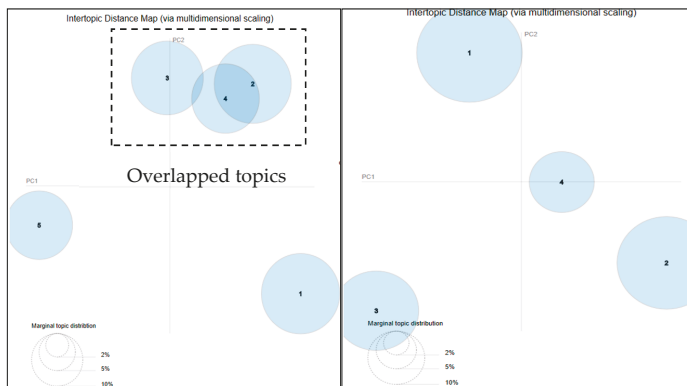 Intertopic Distance Map (via multidimensional scaling)
PC2
3
2
4
PC1
Overlapped topics
5
1
Marginal topic distribtion
2%
5%
10%
Intertopic Distance Map (via multidimensional scaling)
PC2
1
PC1
4
2
3
Marginal topic distribution
2%
5%
10%